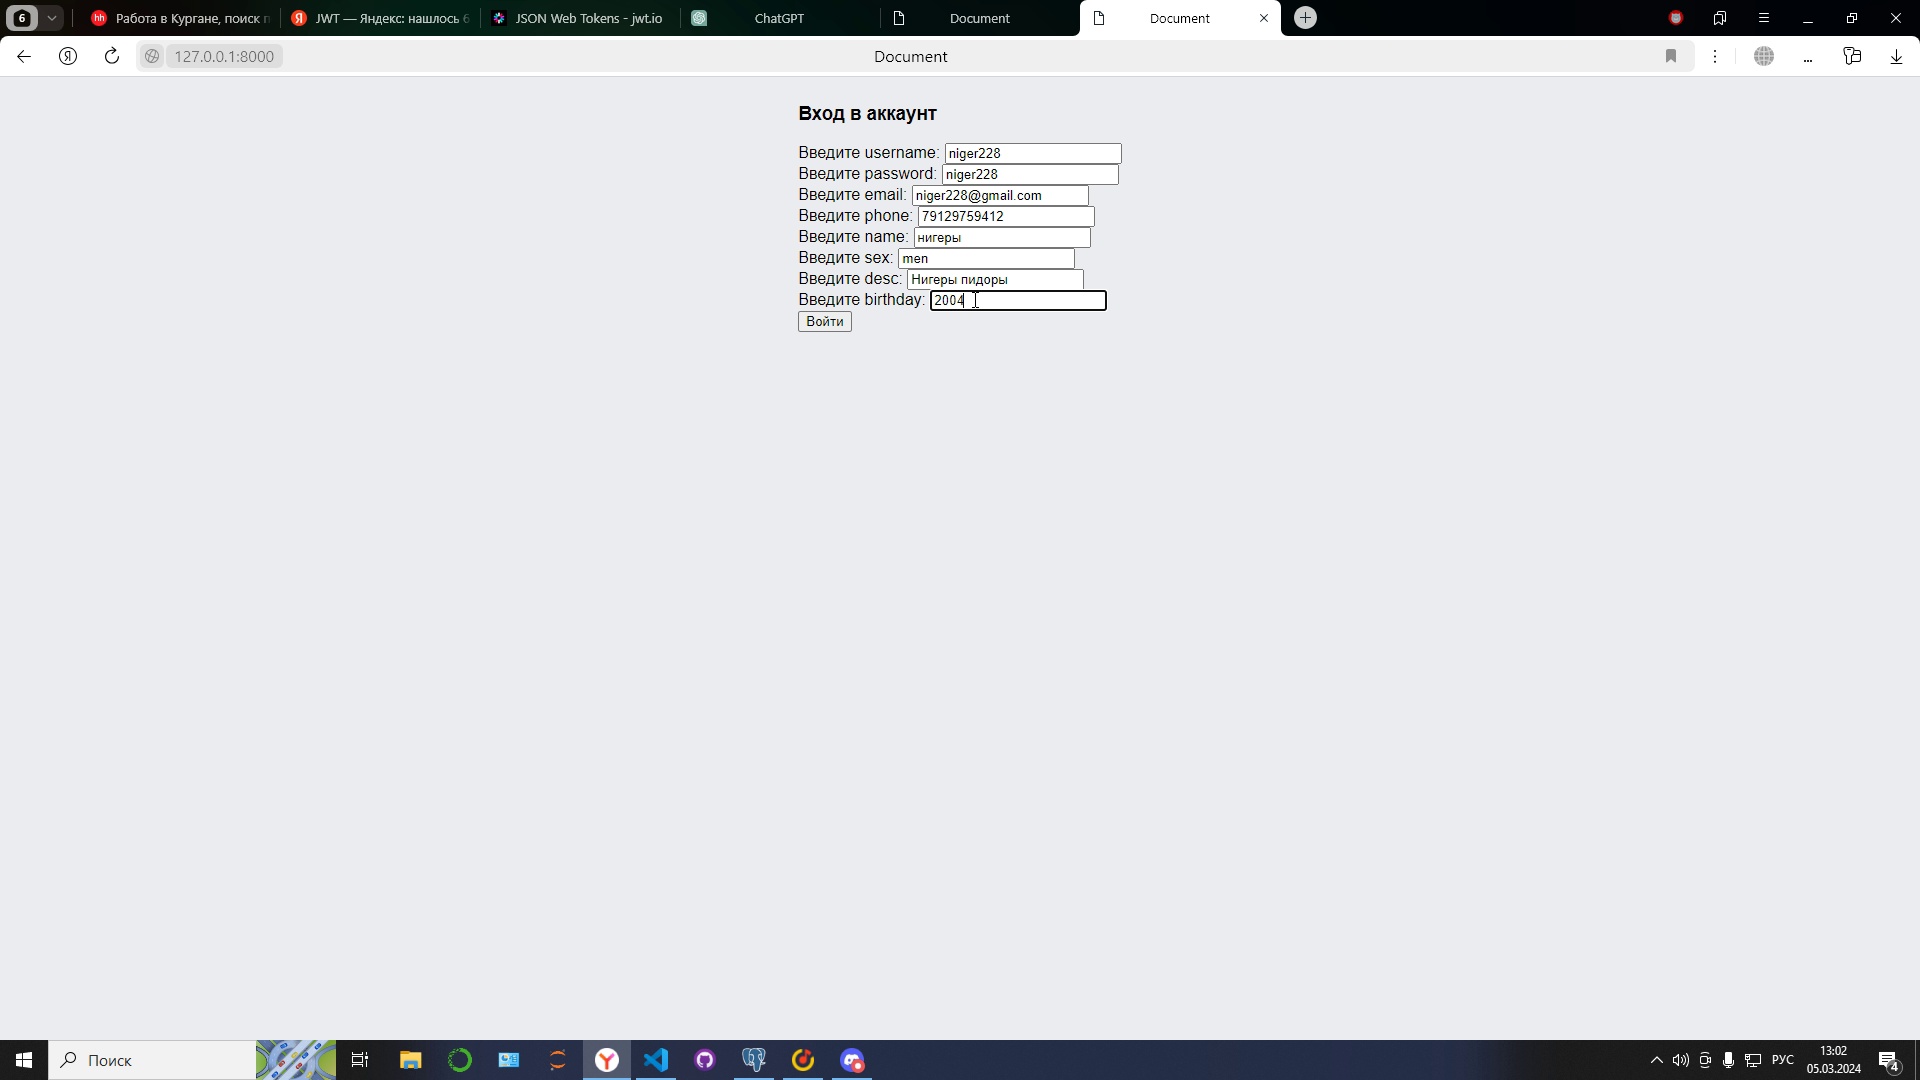 6
Работа в Кургане, поиск п
JWT — Яндекс: нашлось 6
JSON Web Tokens - jwt.io
ChatGPT
Document
Document
127.0.0.1:8000
Document
Вход в аккаунт
Введите username: niger228
Введите password: niger228
Введите email: niger228@gmail.com
Введите phone: 79129759412
Введите name: нигеры
Введите sex: men
Введите desc: Нигеры пидоры
Введите birthday: 2004
Войти
Поиск
РУС
13:02
05.03.2024
4